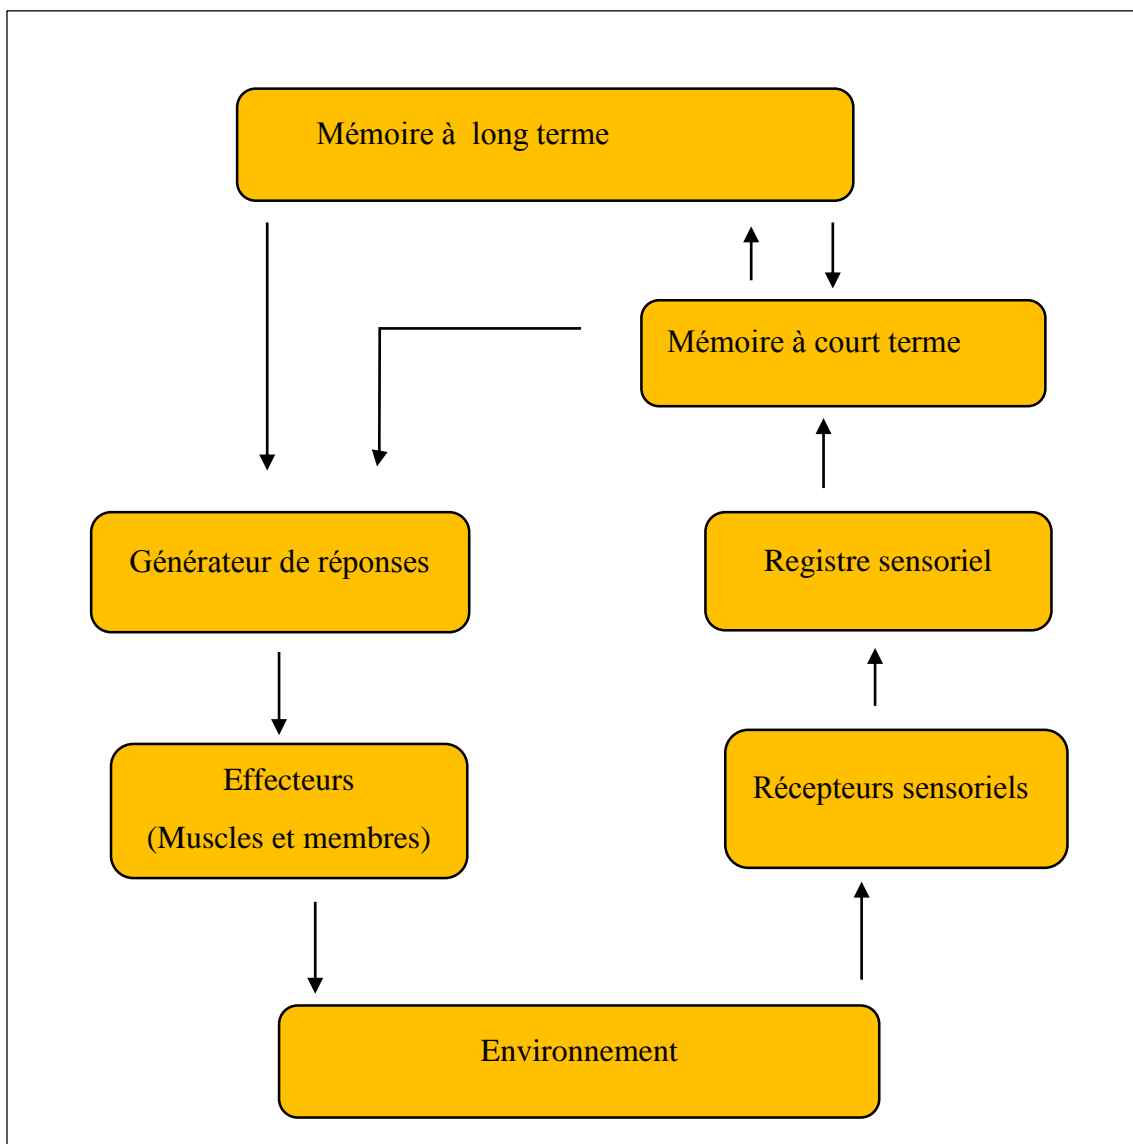 Mémoire à long terme
Mémoire à court terme
Générateur de réponses
Registre sensoriel
Effecteurs
(Muscles et membres)
Récepteurs sensoriels
Environnement